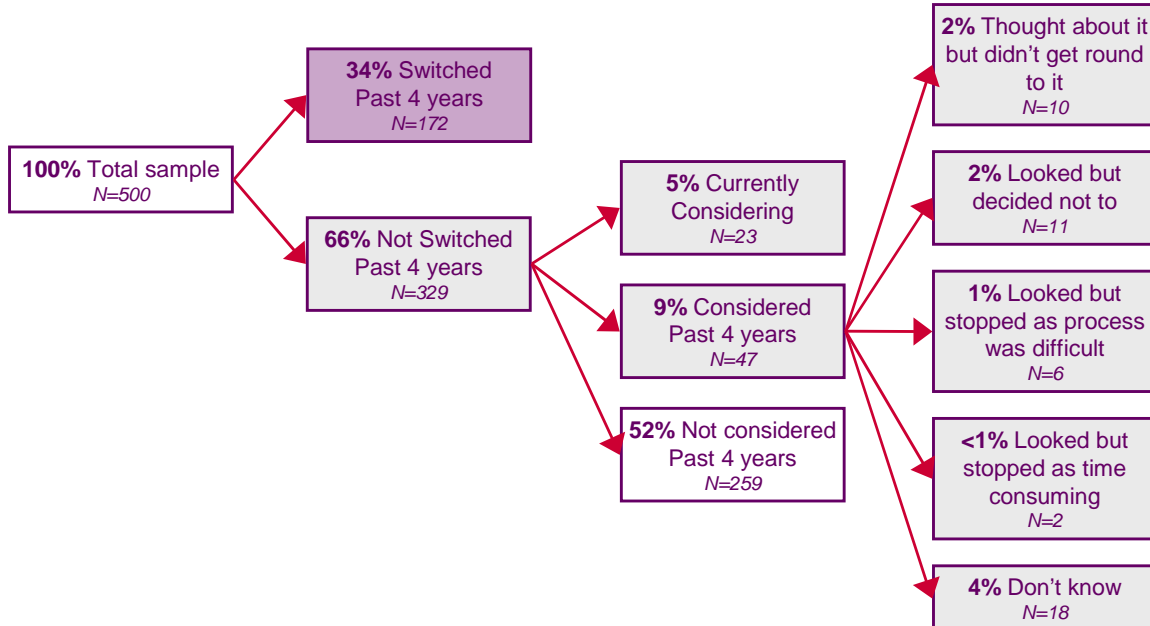 100% Total sample
N=500
34% Switched
Past 4 years
N=172
66% Not Switched
Past 4 years
N=329
5% Currently
Considering
N=23
9% Considered
Past 4 years
N=47
52% Not considered
Past 4 years
N=259
2% Thought about it
but didn’t get round
to it
N=10
2% Looked but
decided not to
N=11
1% Looked but
stopped as process
was difficult
N=6
<1% Looked but
stopped as time
consuming
N=2
4% Don’t know
N=18